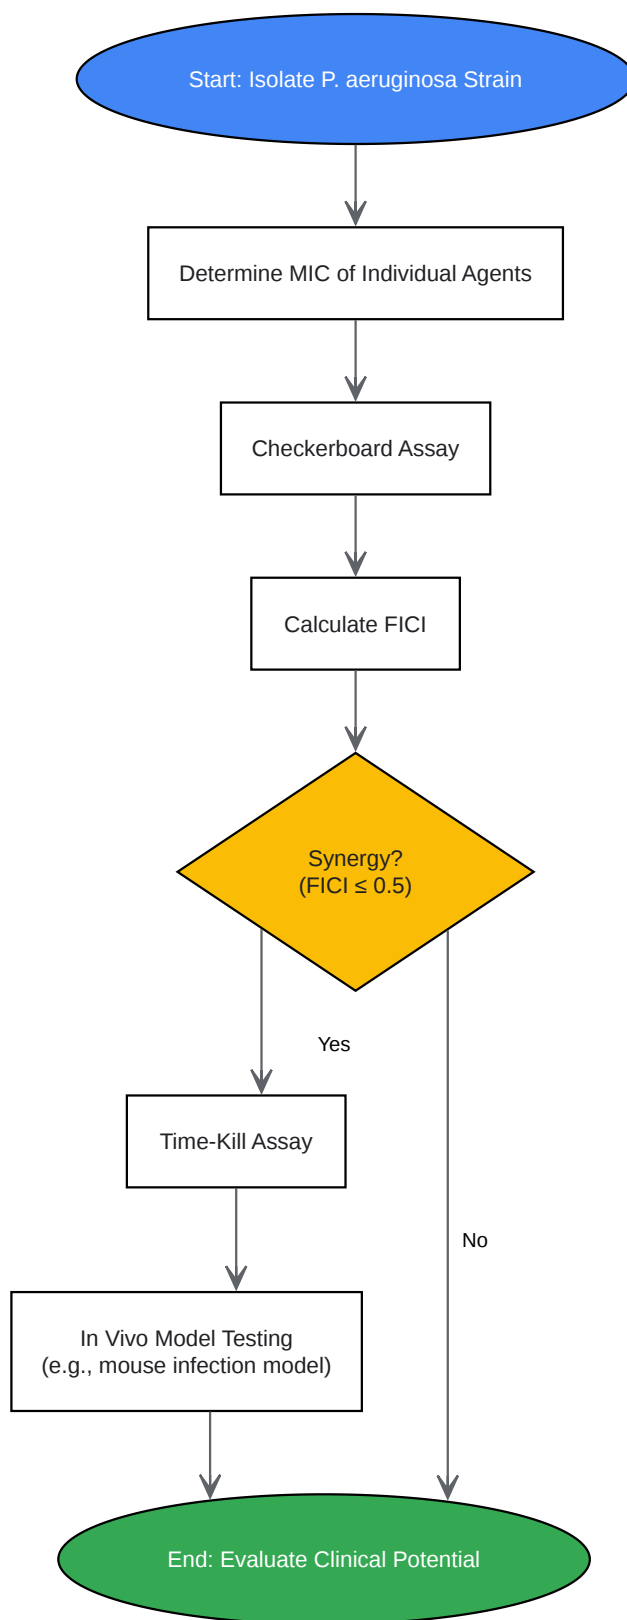 Start: Isolate P. aeruginosa Strain
Determine MIC of Individual Agents
Checkerboard Assay
Calculate FICI
Synergy?
(FICI ≤ 0.5)
Yes
Time-Kill Assay
No
In Vivo Model Testing
(e.g., mouse infection model)
End: Evaluate Clinical Potential